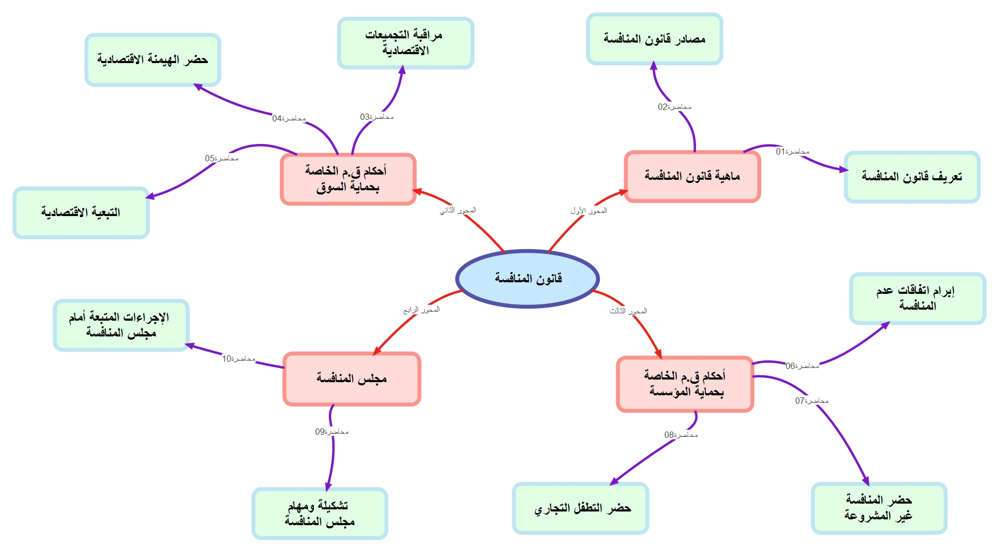 قانون المنافسة
المحور الأول
ماهية قانون المنافسة
محاضرة01
تعريف قانون المنافسة
محاضرة02
مصادر قانون المنافسة
المحور الثاني
أحكام ق.م الخاصة
بحماية السوق
محاضرة03
مراقبة التجميعات
الاقتصادية
محاضرة04
حضر الهيمنة الاقتصادية
محاضرة05
التبعية الاقتصادية
المحور الثالث
أحكام ق.م الخاصة
بحماية المؤسسة
محاضرة06
إبرام اتفاقات عدم
المنافسة
محاضرة07
حضر المنافسة
غير المشروعة
محاضرة08
حضر التطفل التجاري
المحور الرابع
مجلس المنافسة
محاضرة09
تشكيلة ومهام
مجلس المنافسة
محاضرة10
الإجراءات المتبعة أمام
مجلس المنافسة